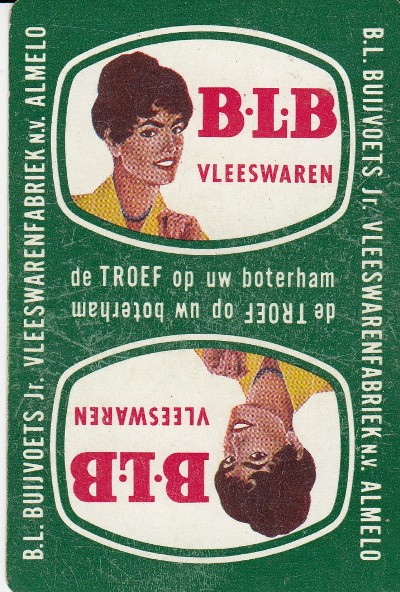 B·L·B
VLEESWAREN
de TROEF op uw boterham
de TROEF op uw boterham
VLEESWAREN
B·L·B
B.L. BUIJVOETS Jr. VLEESWARENFABRIEK N.V. ALMELO
B.L. BUIJVOETS Jr. VLEESWARENFABRIEK N.V. ALMELO